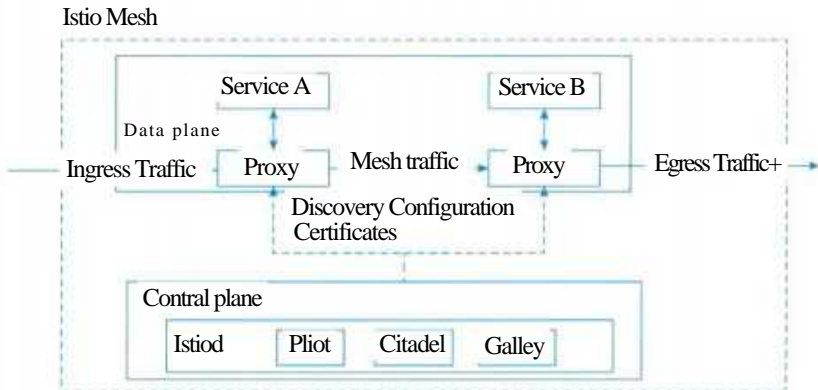 Istio Mesh
Service A
Service B
Data plane
Ingress Traffic
Proxy
Mesh traffic
Proxy
Egress Traffic+
Discovery Configuration
Certificates
Contral plane
Istiod
Pliot
Citadel
Galley